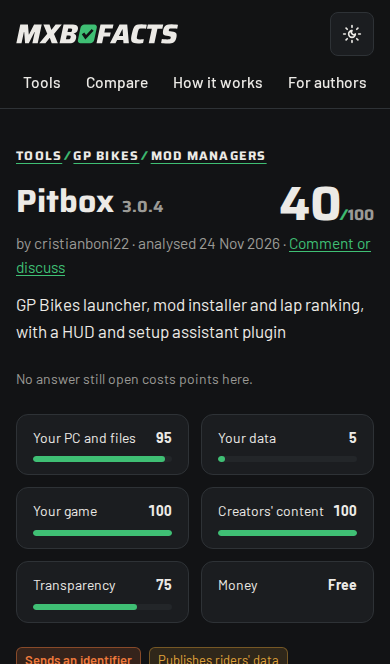 MXB FACTS
Tools Compare How it works For authors
TOOLS / GP BIKES / MOD MANAGERS
Pitbox 3.0.4 40/100
by cristianboni22 · analysed 24 Nov 2026 · Comment or
discuss
GP Bikes launcher, mod installer and lap ranking,
with a HUD and setup assistant plugin
No answer still open costs points here.
Your PC and files 95 Your data 5
Your game 100 Creators' content 100
Transparency 75 Money Free
Sends an identifier Publishes riders' data